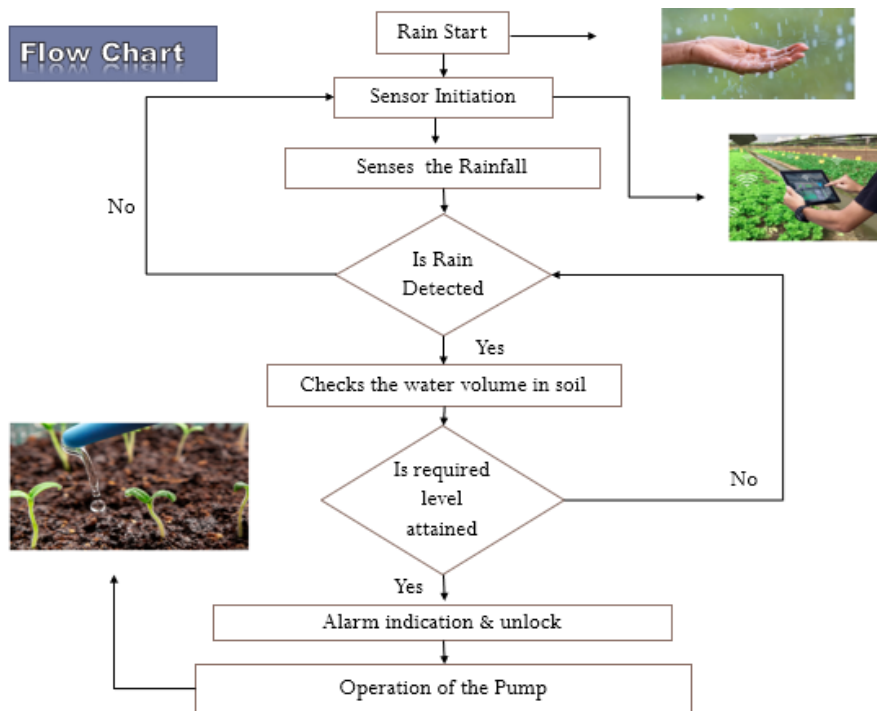 Flow Chart
Rain Start
Sensor Initiation
Senses the Rainfall
No
Is Rain
Detected
Yes
Checks the water volume in soil
Is required
level
attained
No
Yes
Alarm indication & unlock
Operation of the Pump